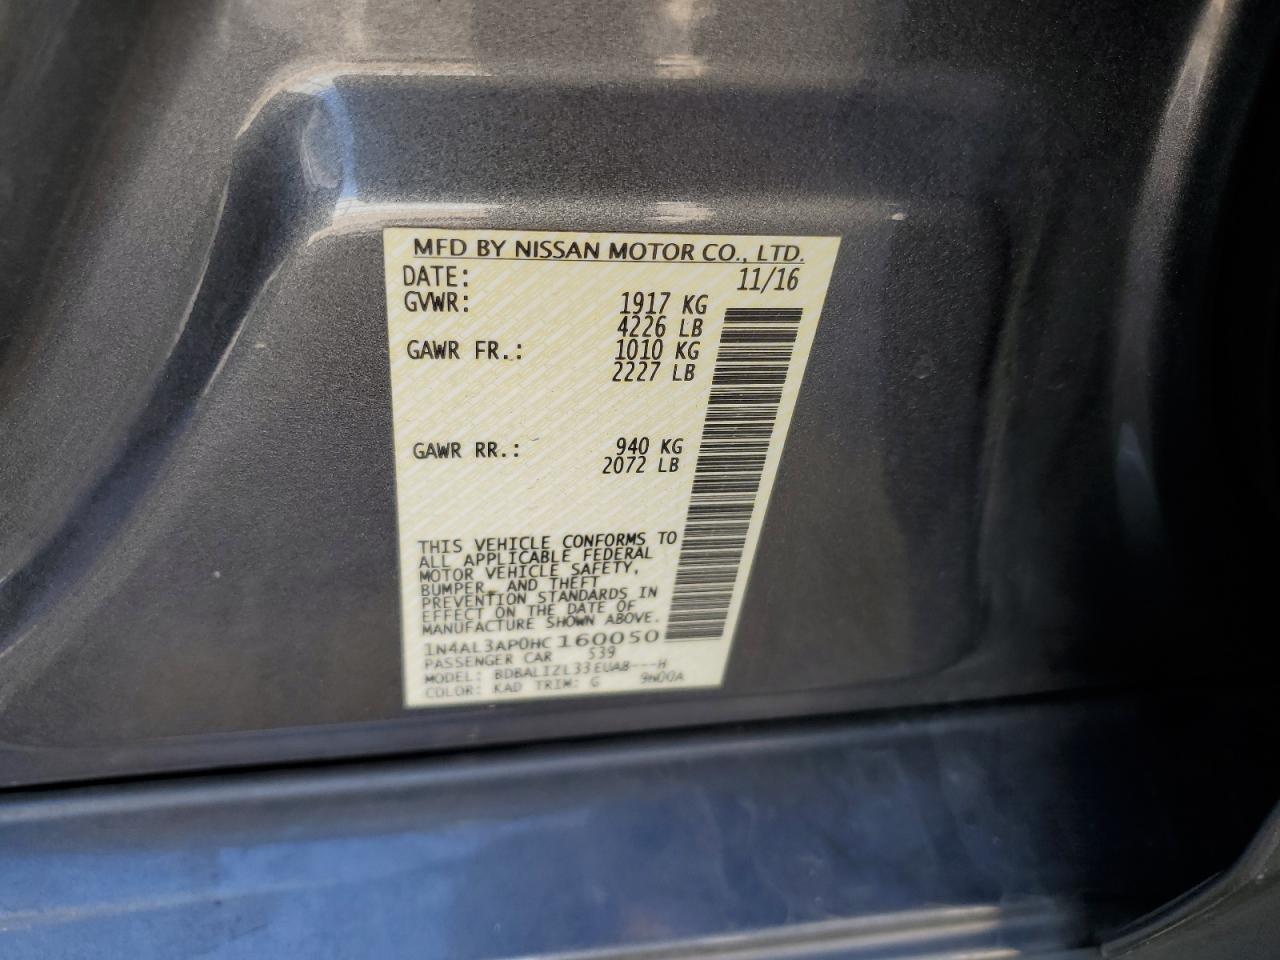 MFD BY NISSAN MOTOR CO., LTD.
DATE: 11/16
GVWR: 1917 KG
4226 LB
GAWR FR.: 1010 KG
2227 LB
GAWR RR.: 940 KG
2072 LB
THIS VEHICLE CONFORMS TO
ALL APPLICABLE FEDERAL
MOTOR VEHICLE SAFETY,
BUMPER, AND THEFT
PREVENTION STANDARDS IN
EFFECT ON THE DATE OF
MANUFACTURE SHOWN ABOVE.
1N4AL3AP0HC160050
PASSENGER CAR 539
MODEL: BDBALIZL33EUA8---H
COLOR: KAD TRIM: G 9N00A